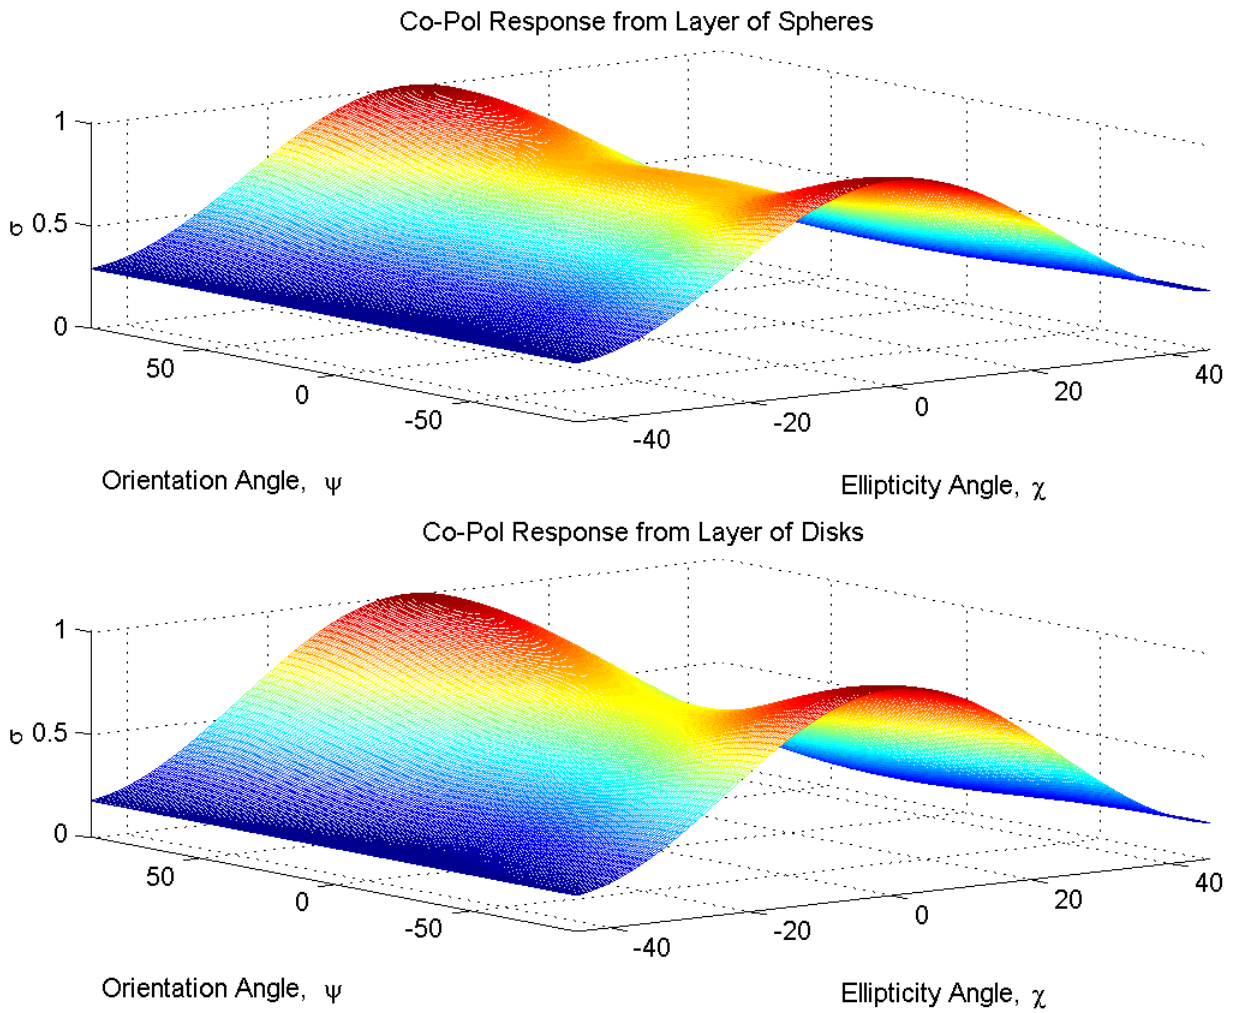 Co-Pol Response from Layer of Spheres
1
0.5
0
σ
50
0
-50
-40
-20
0
20
40
Orientation Angle, ψ
Ellipticity Angle, χ
Co-Pol Response from Layer of Disks
1
0.5
0
σ
50
0
-50
-40
-20
0
20
40
Orientation Angle, ψ
Ellipticity Angle, χ